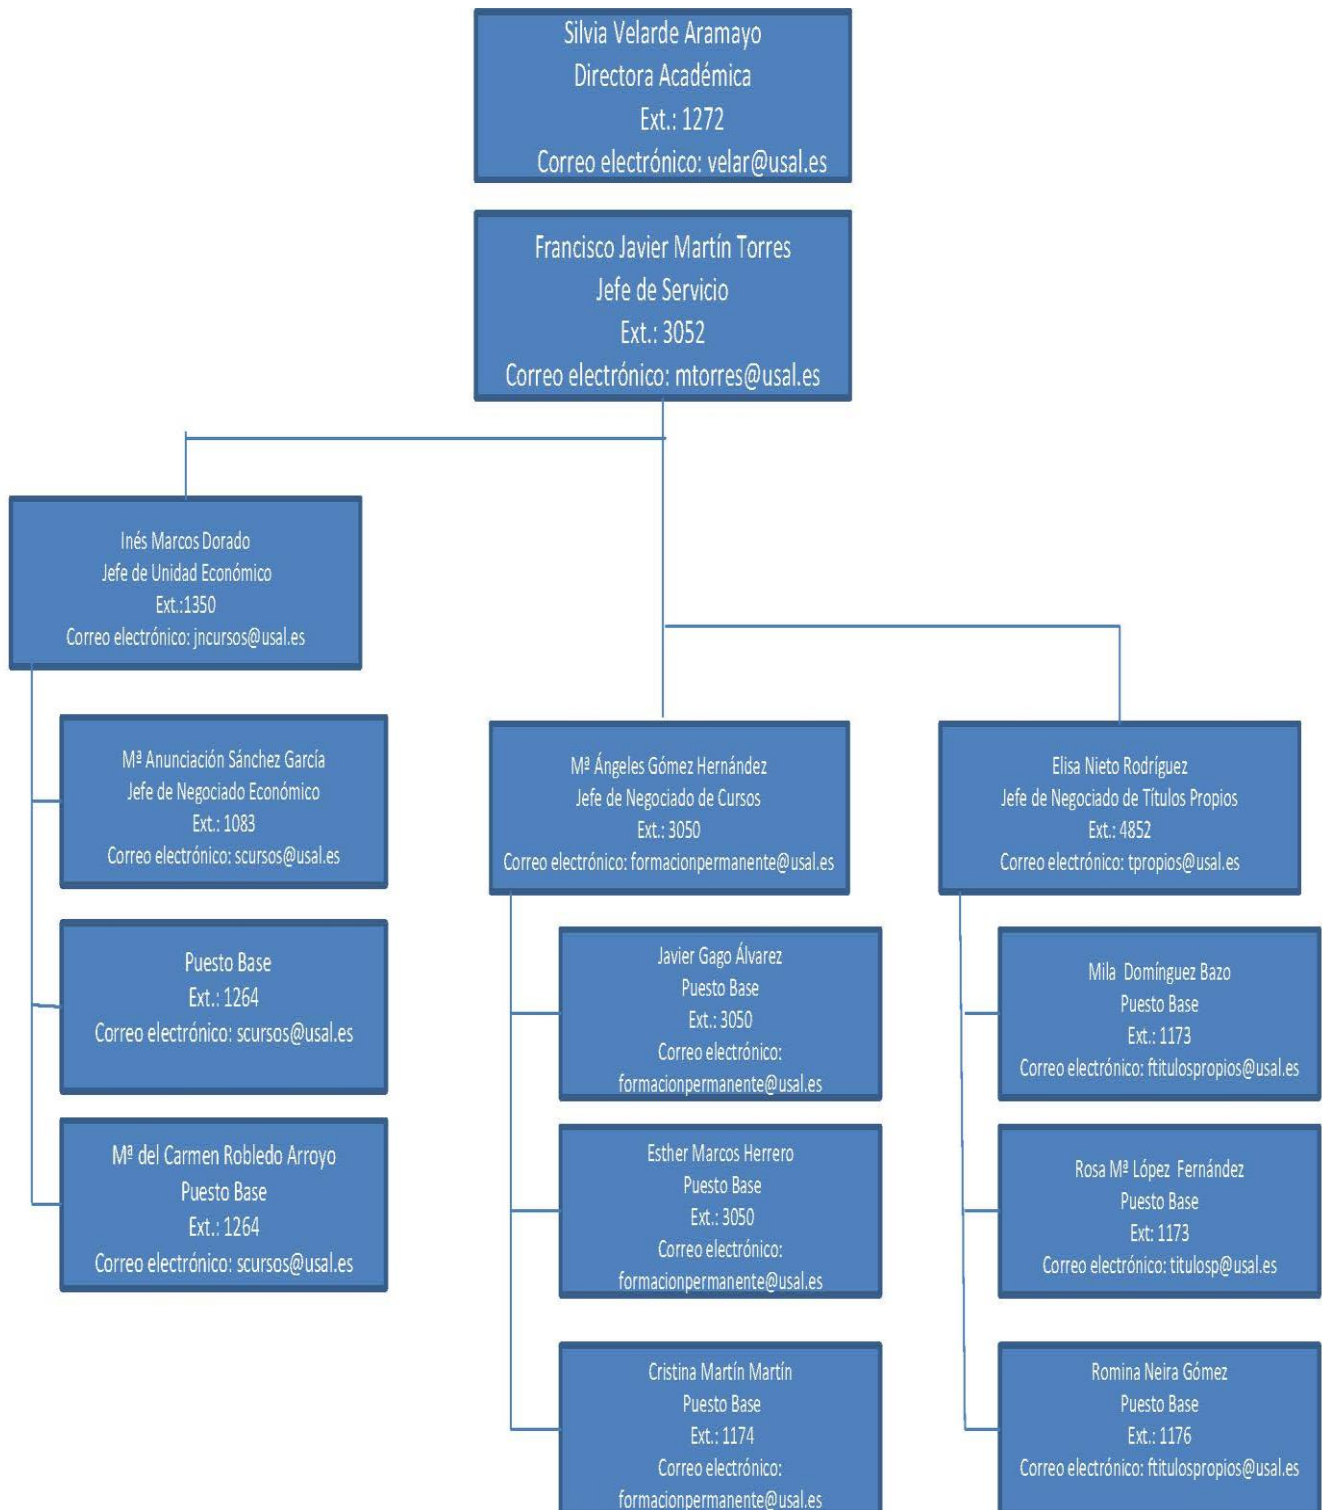 Silvia Velarde Aramayo
Directora Académica
Ext.: 1272
Correo electrónico: velar@usal.es
Francisco Javier Martín Torres
Jefe de Servicio
Ext.: 3052
Correo electrónico: mtorres@usal.es
Inés Marcos Dorado
Jefe de Unidad Económico
Ext.:1350
Correo electrónico: jncursos@usal.es
Mª Anunciación Sánchez García
Jefe de Negociado Económico
Ext.: 1083
Correo electrónico: scursos@usal.es
Puesto Base
Ext.: 1264
Correo electrónico: scursos@usal.es
Mª del Carmen Robledo Arroyo
Puesto Base
Ext.: 1264
Correo electrónico: scursos@usal.es
Mª Ángeles Gómez Hernández
Jefe de Negociado de Cursos
Ext.: 3050
Correo electrónico: formacionpermanente@usal.es
Javier Gago Álvarez
Puesto Base
Ext.: 3050
Correo electrónico:
formacionpermanente@usal.es
Esther Marcos Herrero
Puesto Base
Ext.: 3050
Correo electrónico:
formacionpermanente@usal.es
Cristina Martín Martín
Puesto Base
Ext.: 1174
Correo electrónico:
formacionpermanente@usal.es
Elisa Nieto Rodríguez
Jefe de Negociado de Títulos Propios
Ext.: 4852
Correo electrónico: tpropios@usal.es
Mila  Domínguez Bazo
Puesto Base
Ext.: 1173
Correo electrónico: ftitulospropios@usal.es
Rosa Mª López  Fernández
Puesto Base
Ext: 1173
Correo electrónico: titulosp@usal.es
Romina Neira Gómez
Puesto Base
Ext.: 1176
Correo electrónico: ftitulospropios@usal.es